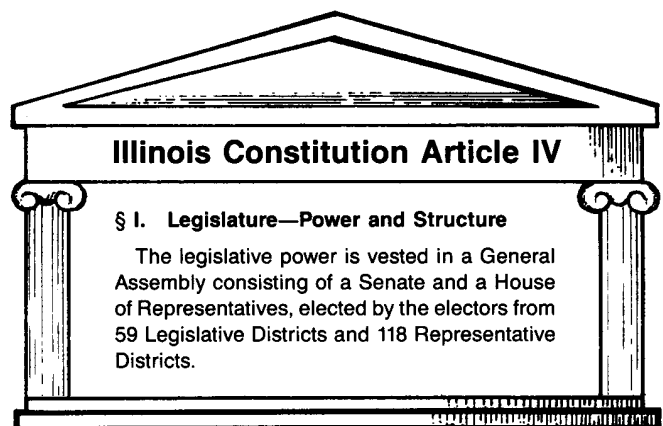 Illinois Constitution Article IV
§ I. Legislature—Power and Structure
The legislative power is vested in a General
Assembly consisting of a Senate and a House
of Representatives, elected by the electors from
59 Legislative Districts and 118 Representative
Districts.